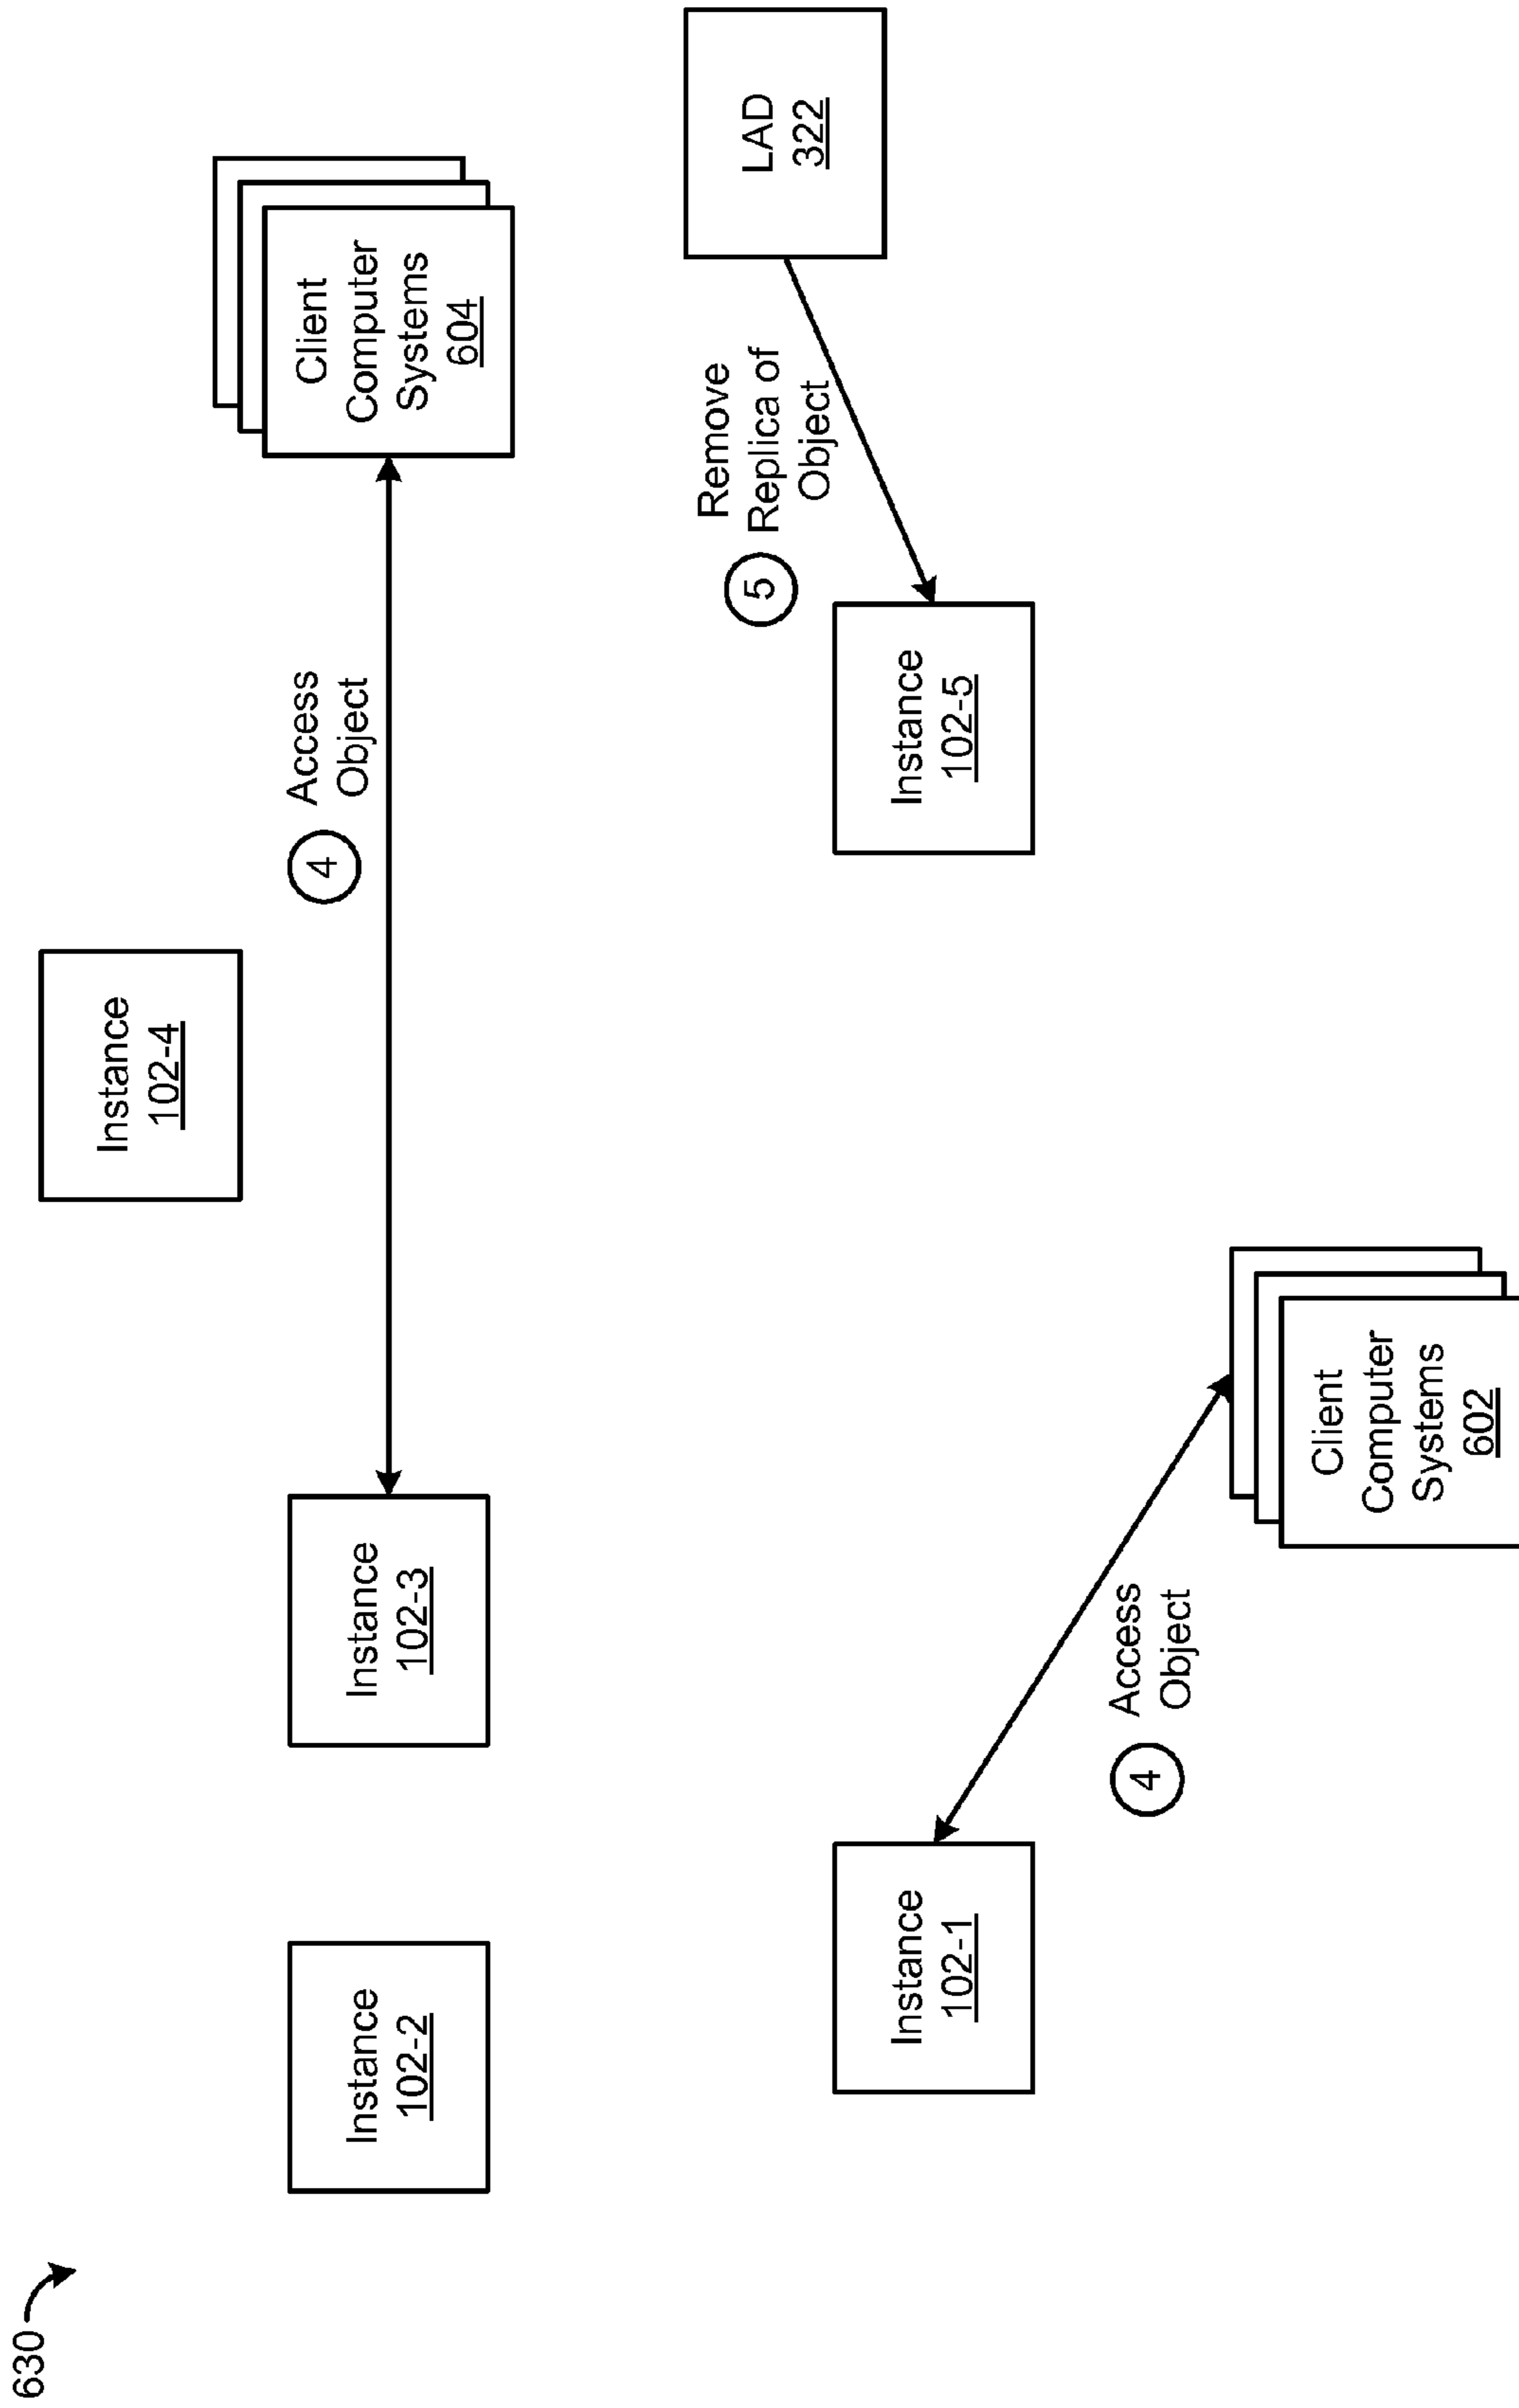 630
Instance
102-2
Instance
102-3
Instance
102-4
4
Access
Object
Client
Computer
Systems
604
Instance
102-1
4
Access
Object
Client
Computer
Systems
602
Instance
102-5
5
Remove
Replica of
Object
LAD
322